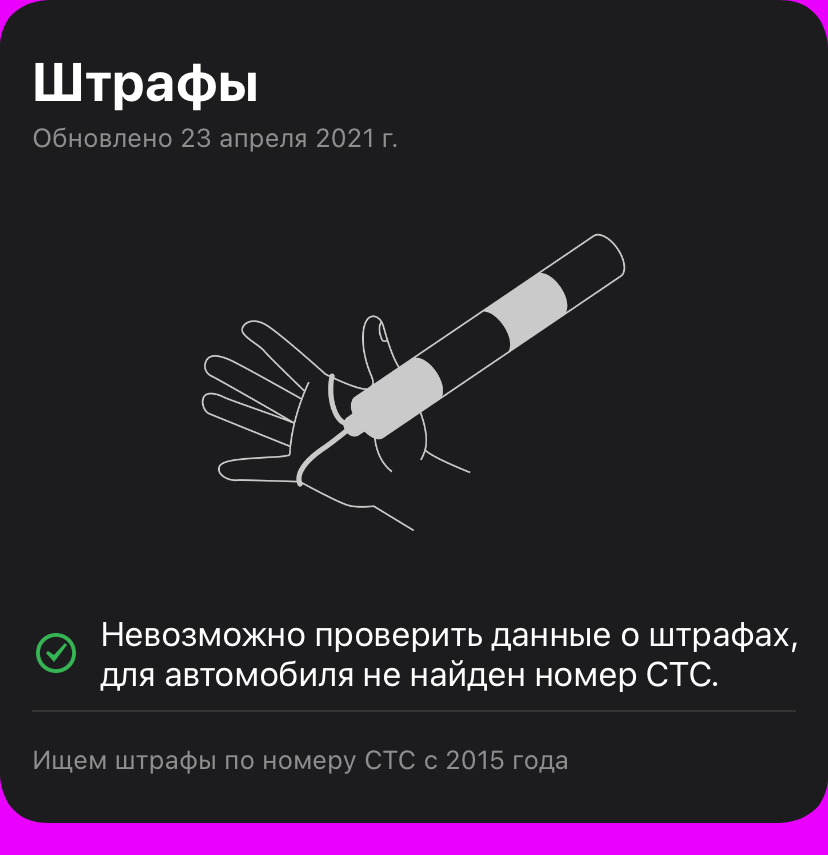 Штрафы
Обновлено 23 апреля 2021 г.
Невозможно проверить данные о штрафах,
для автомобиля не найден номер СТС.
Ищем штрафы по номеру СТС с 2015 года